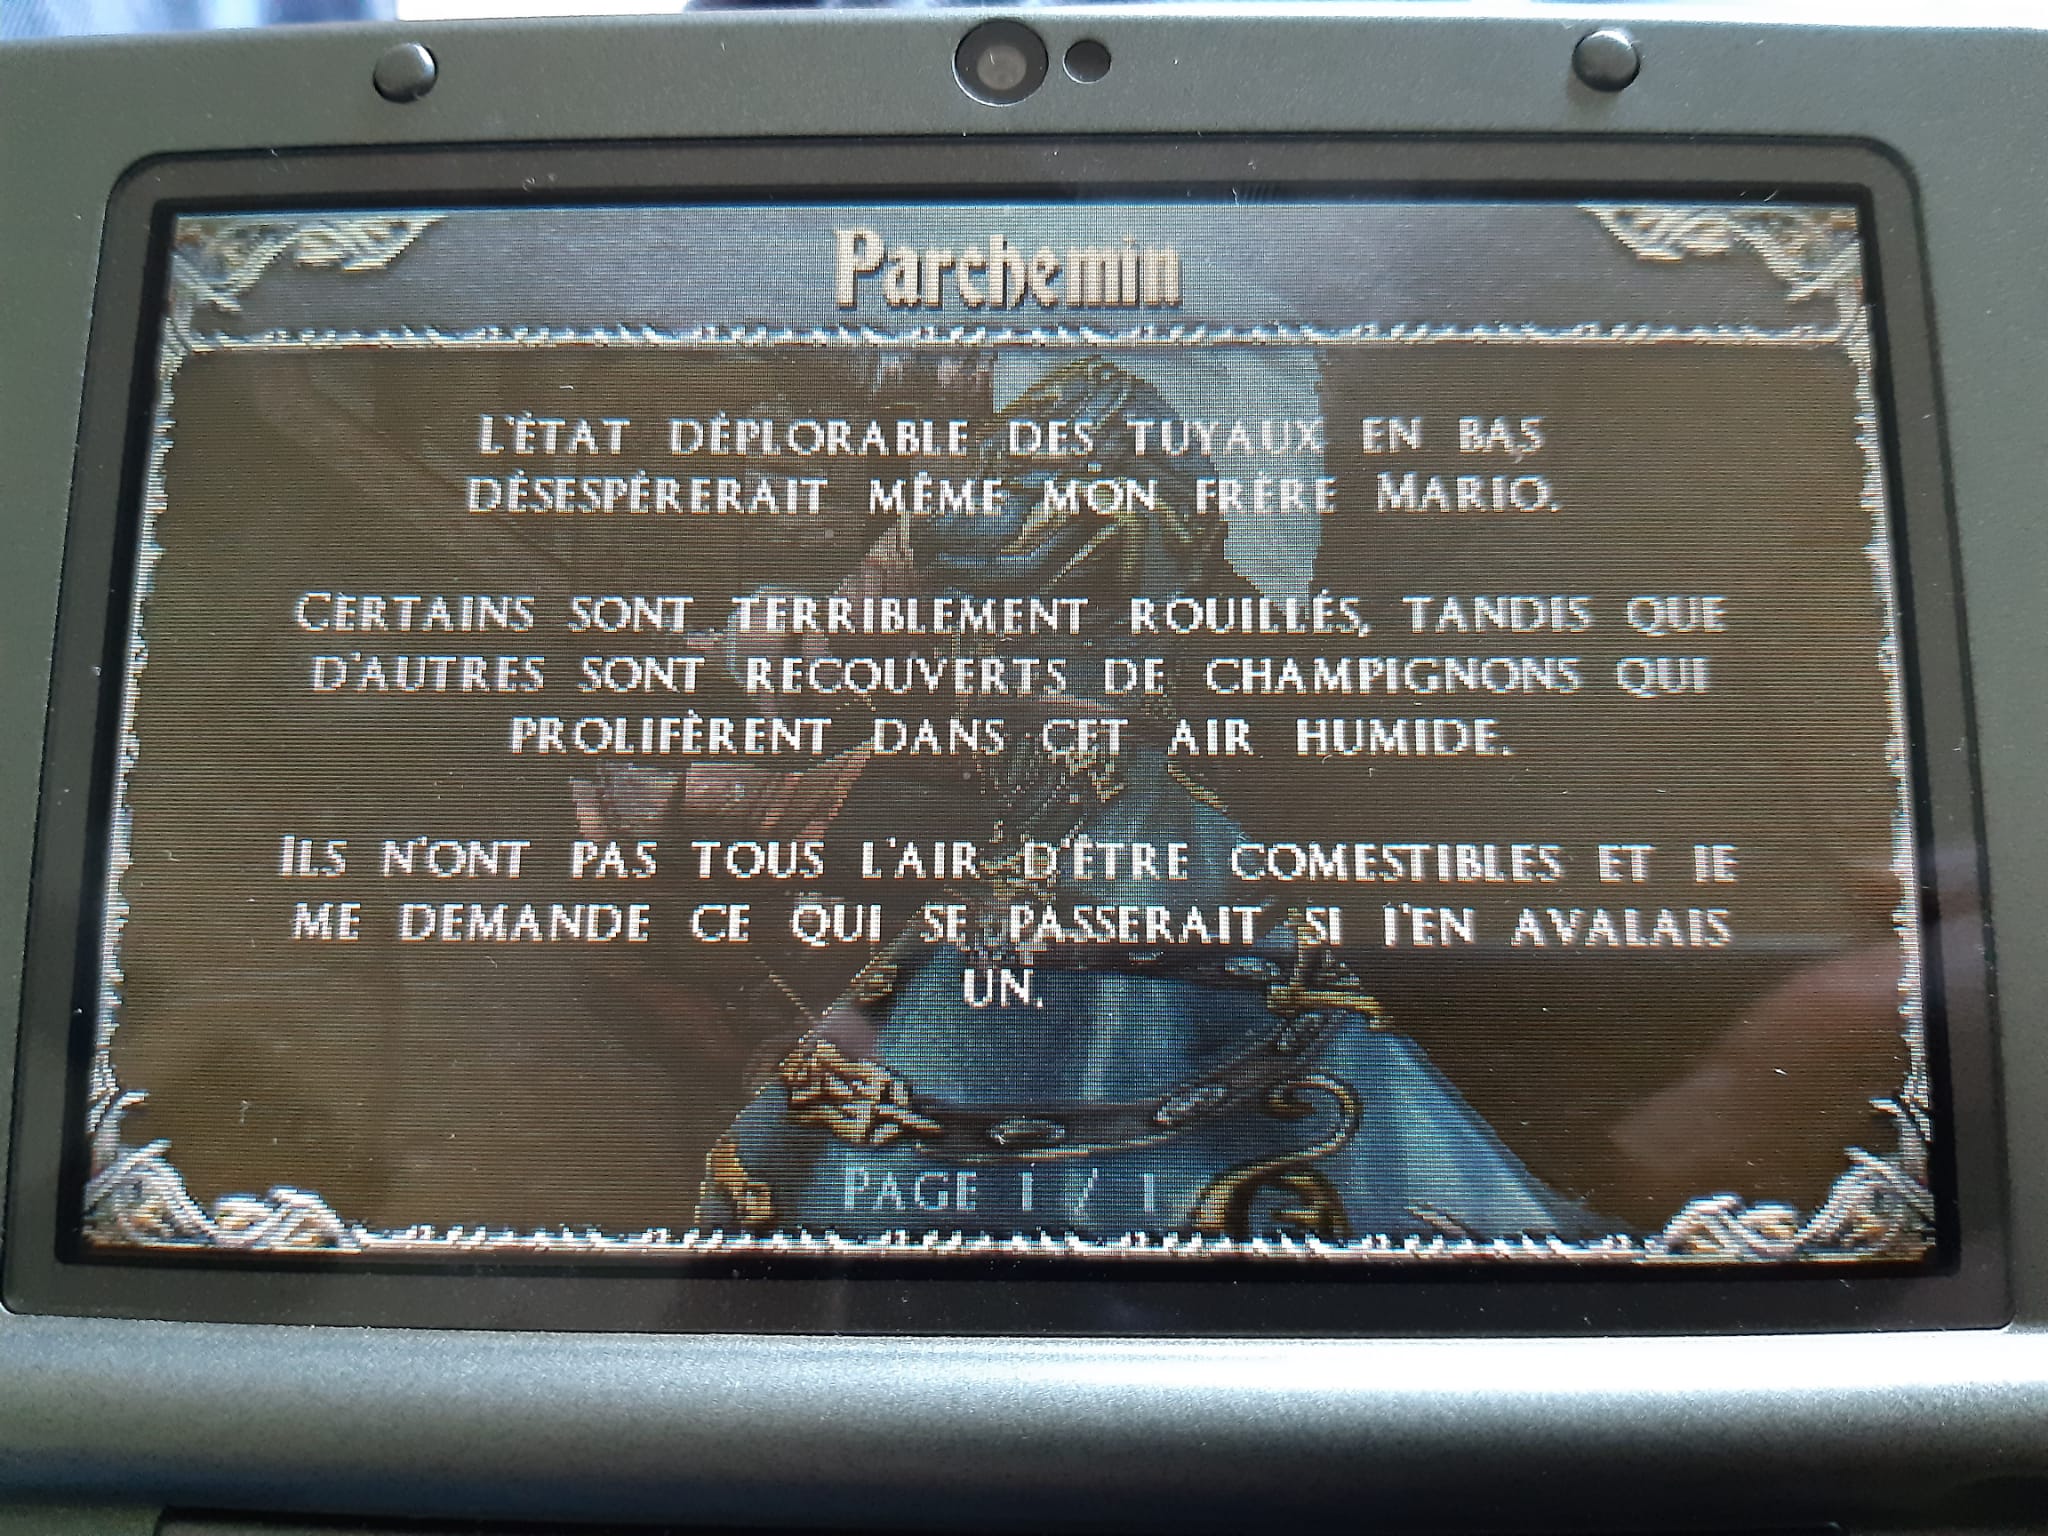 Parchemin
L'ÉTAT DÉPLORABLE DES TUYAUX EN BAS
DÉSESPÉRERAIT MÊME MON FRÈRE MARIO.
CERTAINS SONT TERRIBLEMENT ROUILLÉS, TANDIS QUE
D'AUTRES SONT RECOUVERTS DE CHAMPIGNONS QUI
PROLIFÈRENT DANS CET AIR HUMIDE.
ILS N'ONT PAS TOUS L'AIR D'ÊTRE COMESTIBLES ET JE
ME DEMANDE CE QUI SE PASSERAIT SI J'EN AVALAIS
UN.
PAGE 1 / 1